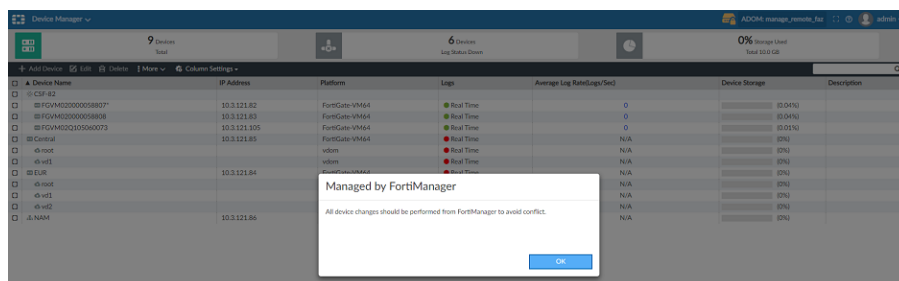 Device Manager
ADOM: manage_remote_faz
admin
9 Devices
Total
6 Devices
Log Status Down
0% Storage Used
Total 10.0 GB
+ Add Device Edit Delete More Column Settings
Device Name IP Address Platform Logs Average Log Rate(Logs/Sec) Device Storage Description
CSF-82
FGVM020000058807* 10.3.121.82 FortiGate-VM64 Real Time 0 (0.04%)
FGVM020000058808 10.3.121.83 FortiGate-VM64 Real Time 0 (0.04%)
FGVM02Q105060073 10.3.121.105 FortiGate-VM64 Real Time 0 (0.01%)
Central 10.3.121.85 FortiGate-VM64 Real Time N/A (0%)
root vdom Real Time N/A (0%)
vd1 vdom Real Time N/A (0%)
EUR 10.3.121.84 FortiGate-VM64 Real Time N/A (0%)
root N/A (0%)
vd1 N/A (0%)
vd2 N/A (0%)
NAM 10.3.121.86 N/A (0%)
Managed by FortiManager
All device changes should be performed from FortiManager to avoid conflict.
OK